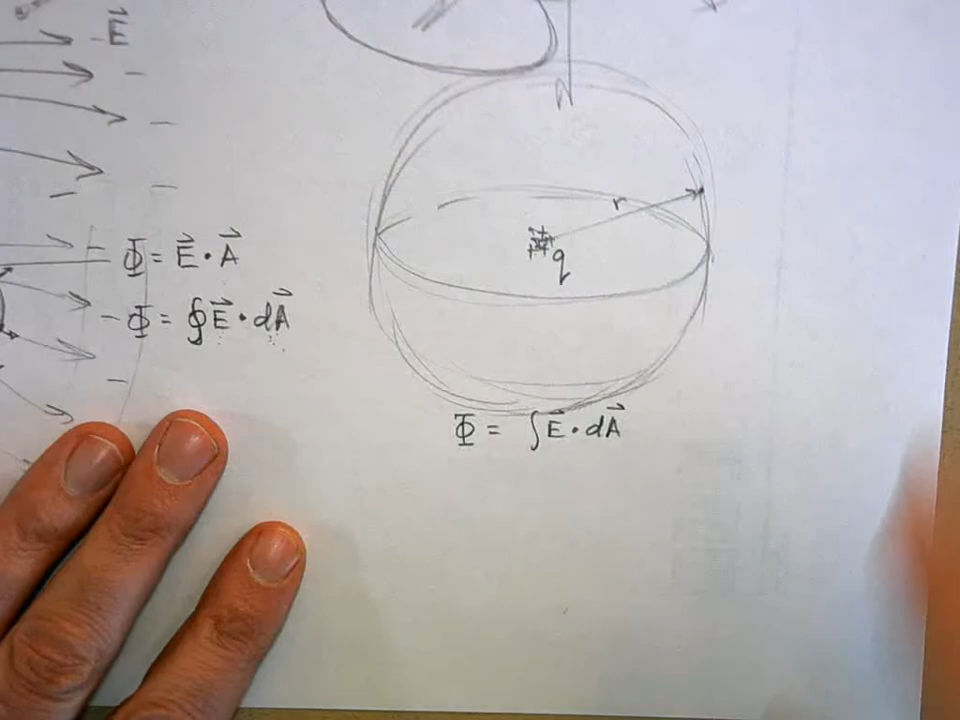 E⃗
Φ = E⃗ · A⃗
Φ = ∮E⃗ · dA⃗
r
q
Φ = ∫E⃗ · dA⃗